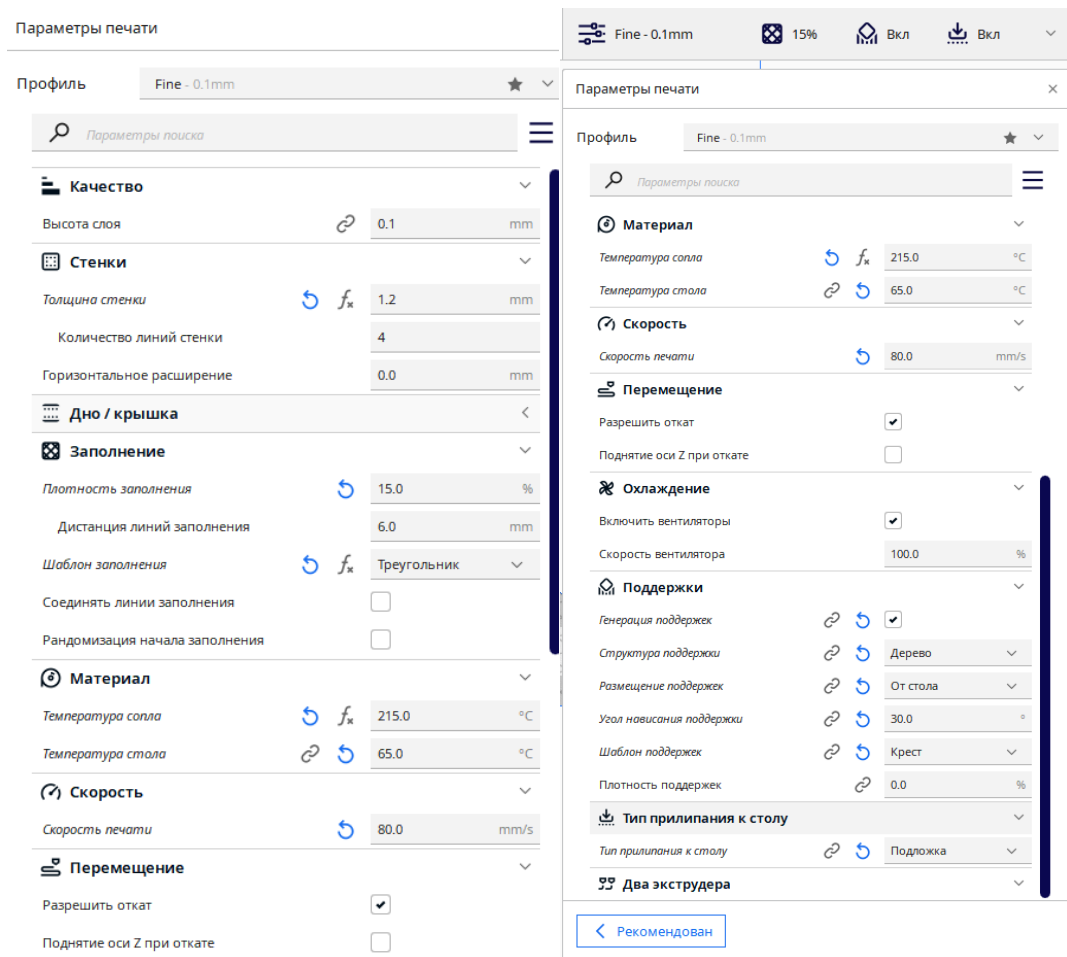 Параметры печати
Профиль Fine - 0.1mm
Параметры поиска
Качество
Высота слоя 0.1 mm
Стенки
Толщина стенки 1.2 mm
Количество линий стенки 4
Горизонтальное расширение 0.0 mm
Дно / крышка
Заполнение
Плотность заполнения 15.0 %
Дистанция линий заполнения 6.0 mm
Шаблон заполнения Треугольник
Соединять линии заполнения
Рандомизация начала заполнения
Материал
Температура сопла 215.0 °C
Температура стола 65.0 °C
Скорость
Скорость печати 80.0 mm/s
Перемещение
Разрешить откат
Поднятие оси Z при откате
Fine - 0.1mm 15% Вкл Вкл
Параметры печати
Профиль Fine - 0.1mm
Параметры поиска
Материал
Температура сопла 215.0 °C
Температура стола 65.0 °C
Скорость
Скорость печати 80.0 mm/s
Перемещение
Разрешить откат
Поднятие оси Z при откате
Охлаждение
Включить вентиляторы
Скорость вентилятора 100.0 %
Поддержки
Генерация поддержек
Структура поддержки Дерево
Размещение поддержек От стола
Угол нависания поддержки 30.0 °
Шаблон поддержек Крест
Плотность поддержек 0.0 %
Тип прилипания к столу
Тип прилипания к столу Подложка
Два экструдера
Рекомендован